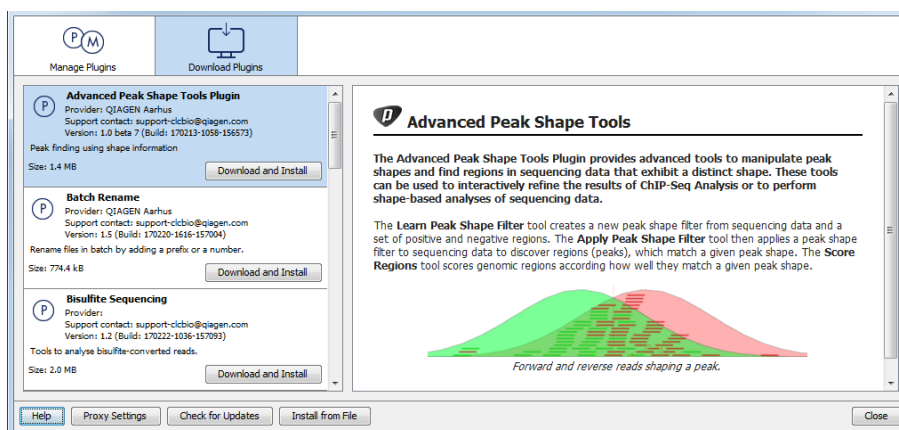 Manage Plugins
Download Plugins
Advanced Peak Shape Tools Plugin
Provider: QIAGEN Aarhus
Support contact: support-clcbio@qiagen.com
Version: 1.0 beta 7 (Build: 170213-1058-156573)
Peak finding using shape information
Size: 1.4 MB
Download and Install
Batch Rename
Provider: QIAGEN Aarhus
Support contact: support-clcbio@qiagen.com
Version: 1.5 (Build: 170220-1616-157004)
Rename files in batch by adding a prefix or a number.
Size: 774.4 kB
Download and Install
Bisulfite Sequencing
Provider:
Support contact: support-clcbio@qiagen.com
Version: 1.2 (Build: 170222-1036-157093)
Tools to analyse bisulfite-converted reads.
Size: 2.0 MB
Download and Install
Advanced Peak Shape Tools
The Advanced Peak Shape Tools Plugin provides advanced tools to manipulate peak
shapes and find regions in sequencing data that exhibit a distinct shape. These tools
can be used to interactively refine the results of ChIP-Seq Analysis or to perform
shape-based analyses of sequencing data.
The Learn Peak Shape Filter tool creates a new peak shape filter from sequencing data and a
set of positive and negative regions. The Apply Peak Shape Filter tool then applies a peak shape
filter to sequencing data to discover regions (peaks), which match a given peak shape. The Score
Regions tool scores genomic regions according how well they match a given peak shape.
Forward and reverse reads shaping a peak.
Help
Proxy Settings
Check for Updates
Install from File
Close